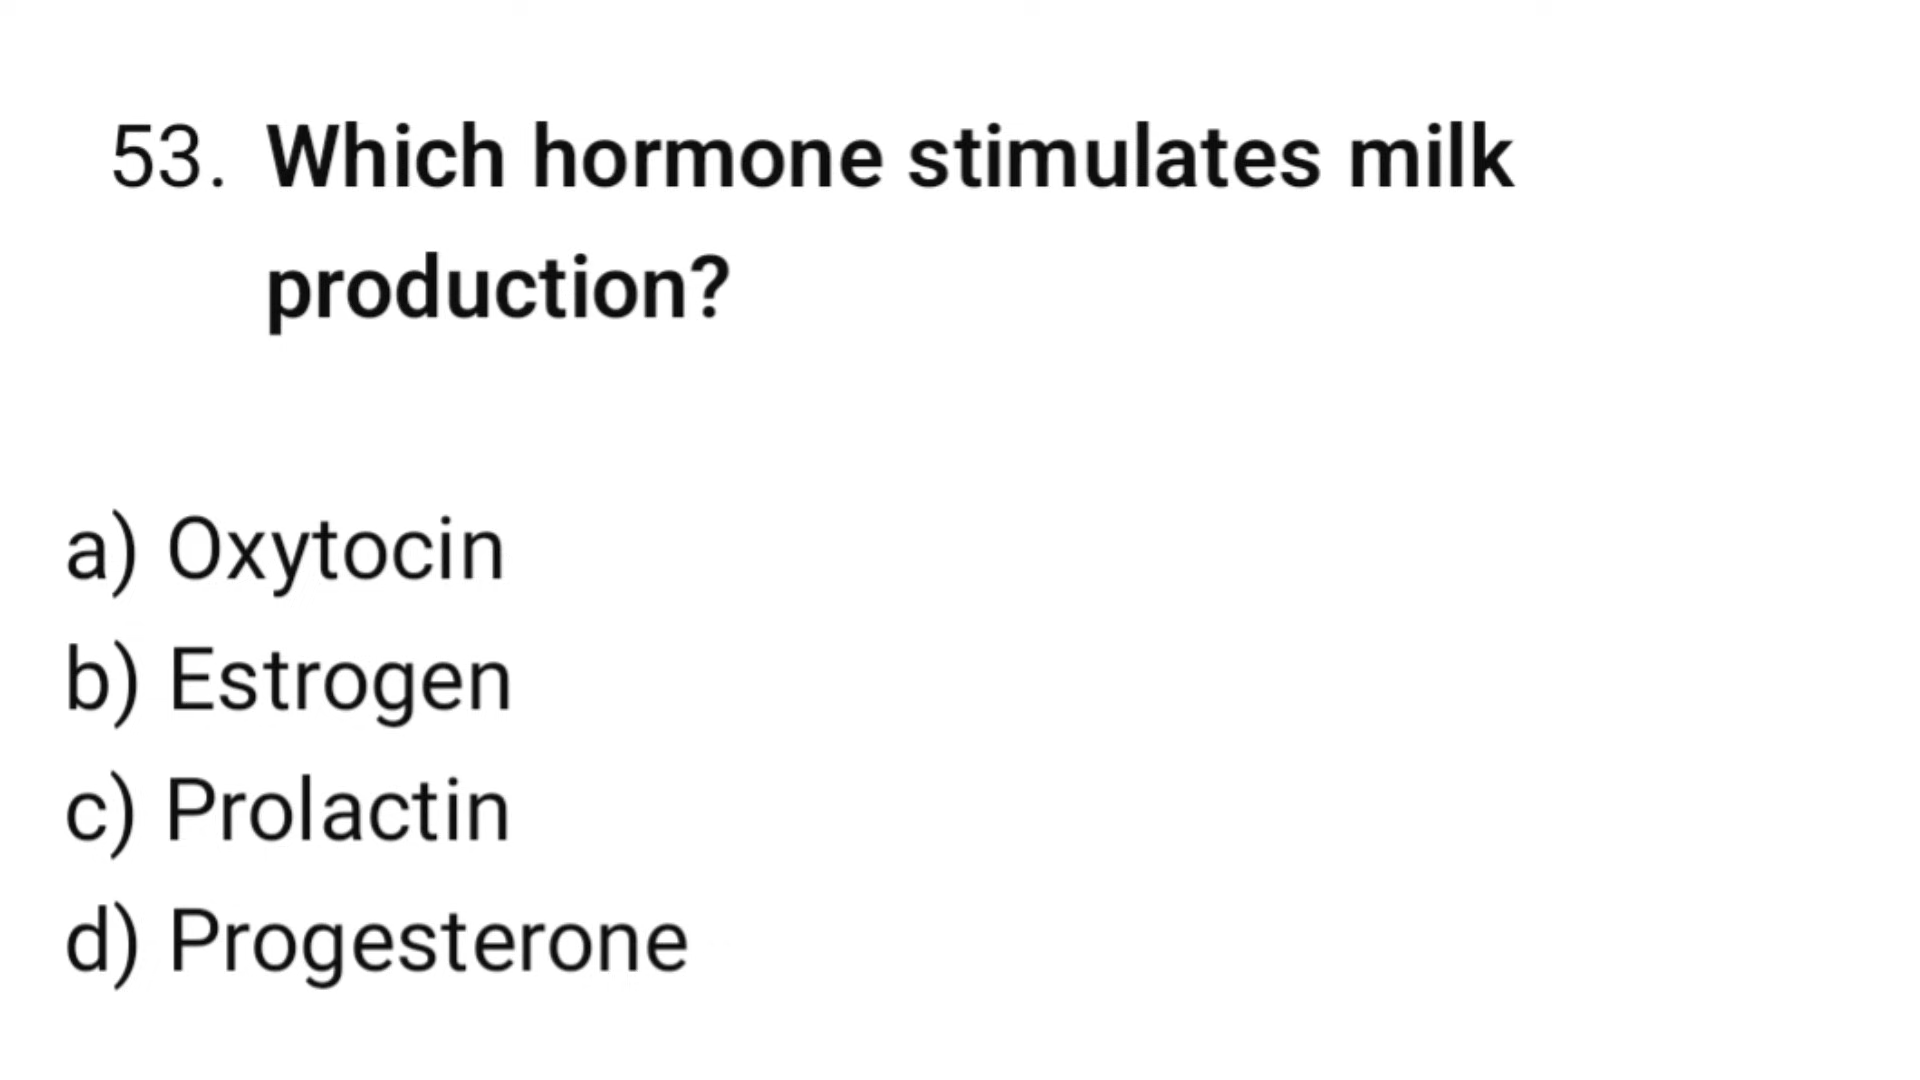 53. Which hormone stimulates milk
production?
a) Oxytocin
b) Estrogen
c) Prolactin
d) Progesterone